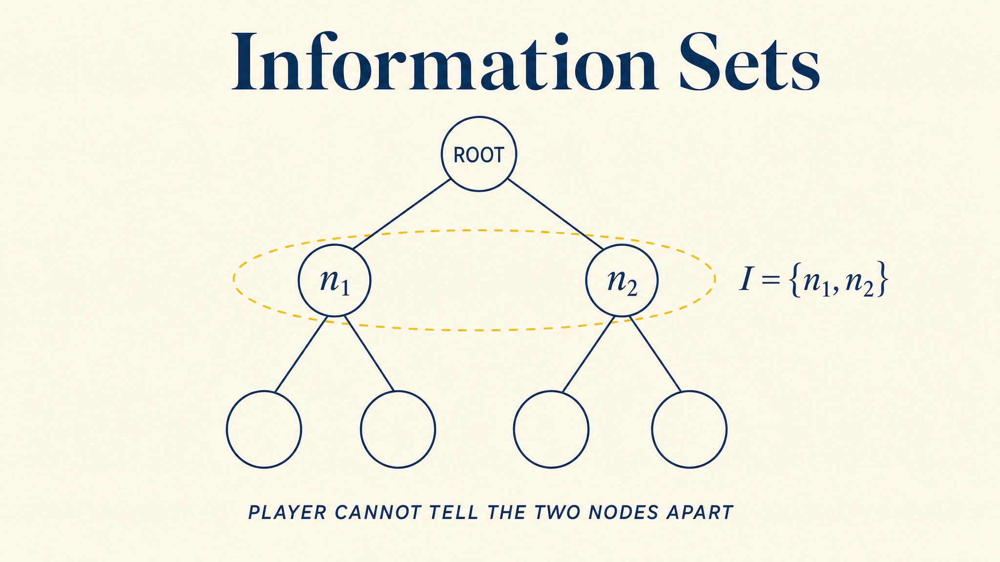 Information Sets
ROOT
n₁
n₂
I = {n₁, n₂}
PLAYER CANNOT TELL THE TWO NODES APART